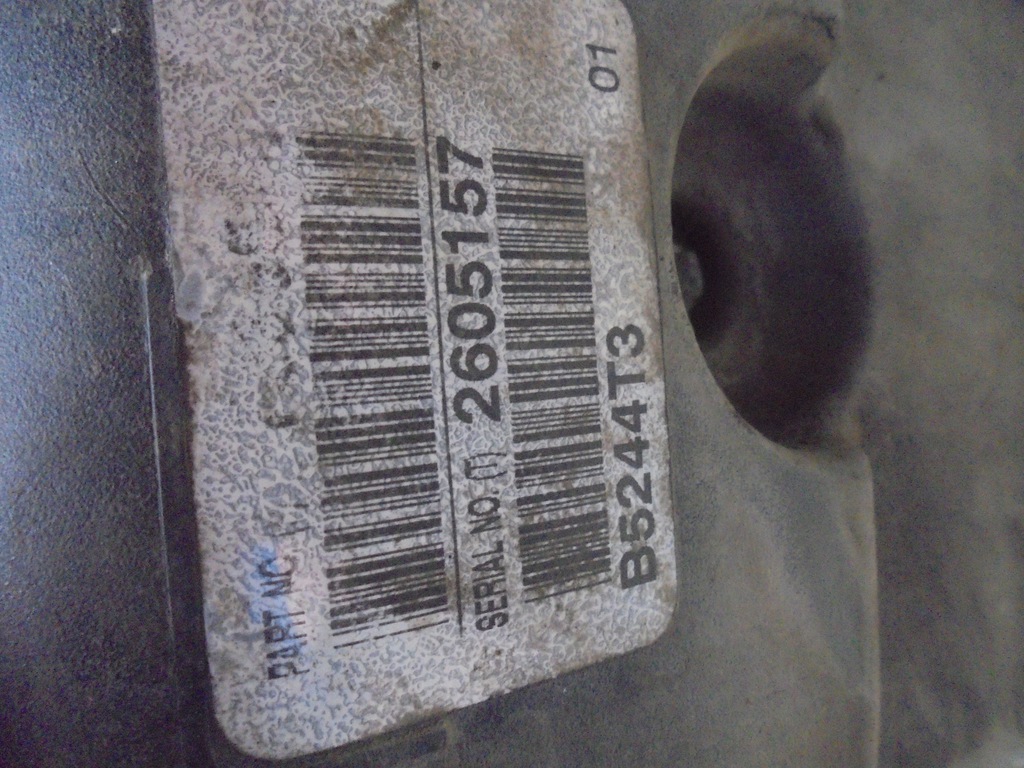 PART NO.
SERIAL NO. (T) 2605157
B5244T3 01